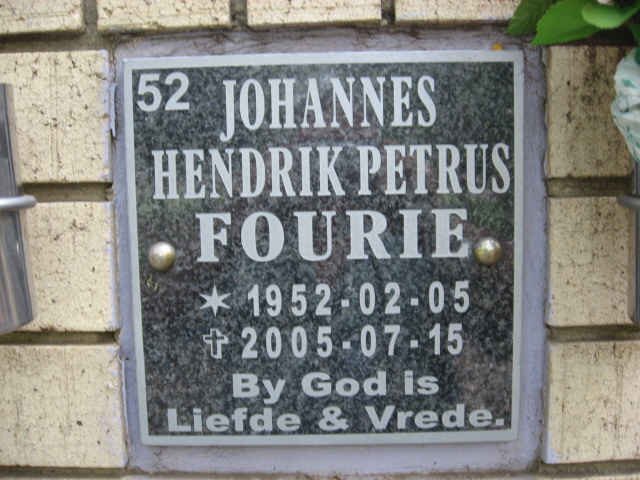 52
JOHANNES
HENDRIK PETRUS
FOURIE
* 1952-02-05
✝ 2005-07-15
By God is
Liefde & Vrede.